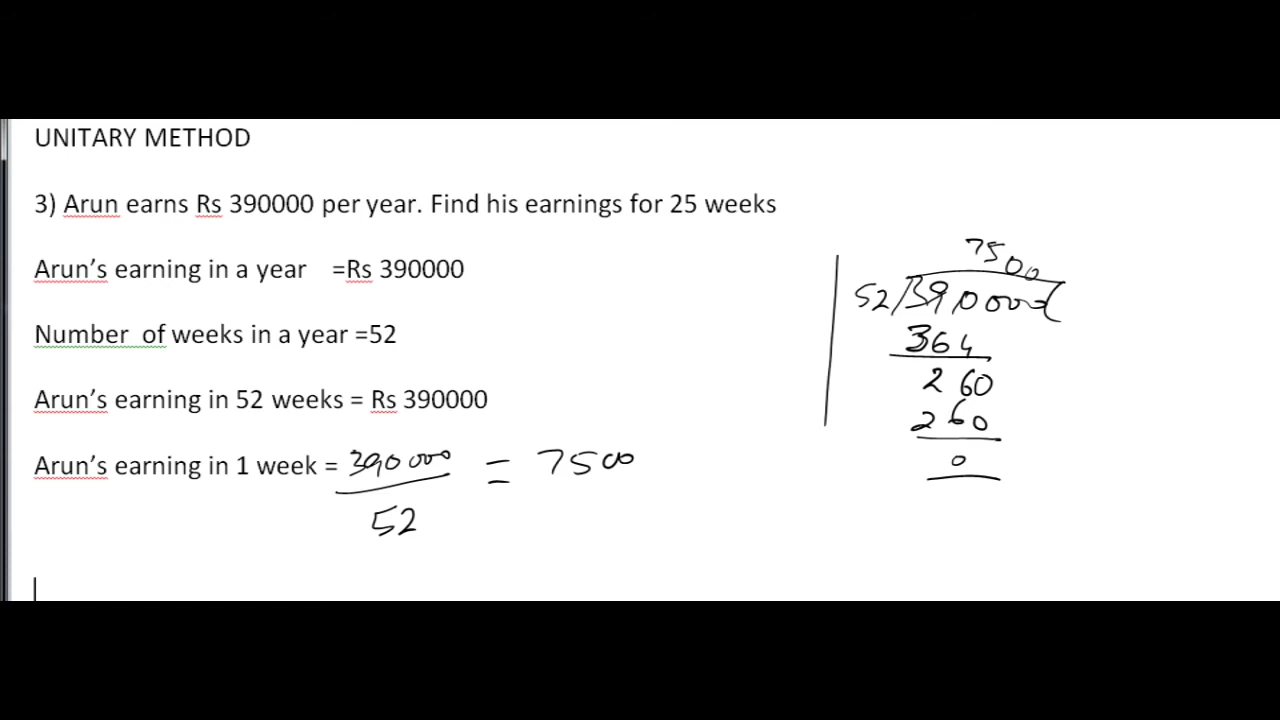 UNITARY METHOD
3) Arun earns Rs 390000 per year. Find his earnings for 25 weeks
Arun’s earning in a year =Rs 390000
Number of weeks in a year =52
Arun’s earning in 52 weeks = Rs 390000
Arun’s earning in 1 week = 390000 = 7500
52
7500
52 390000
364
260
260
0